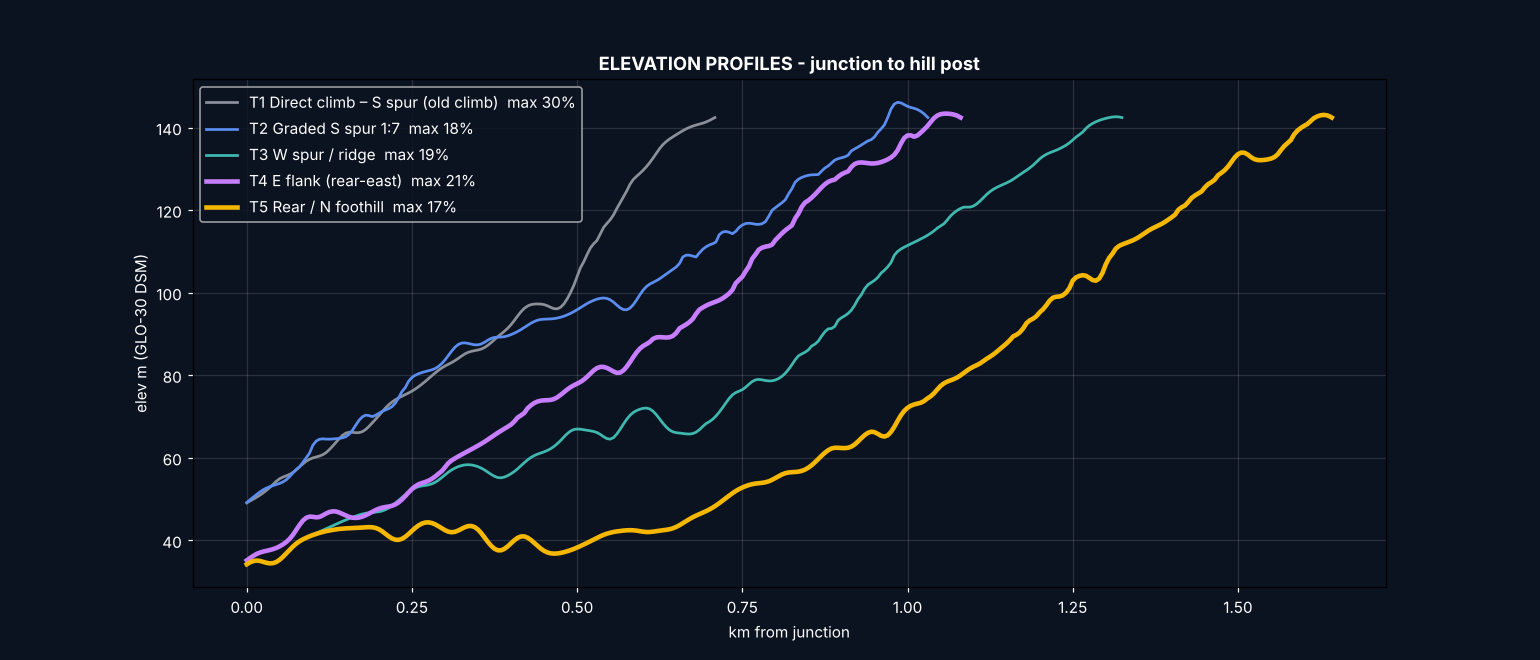 ELEVATION PROFILES - junction to hill post
T1 Direct climb – S spur (old climb)  max 30%
T2 Graded S spur 1:7  max 18%
T3 W spur / ridge  max 19%
T4 E flank (rear-east)  max 21%
T5 Rear / N foothill  max 17%
elev m (GLO-30 DSM)
140
120
100
80
60
40
0.00 0.25 0.50 0.75 1.00 1.25 1.50
km from junction